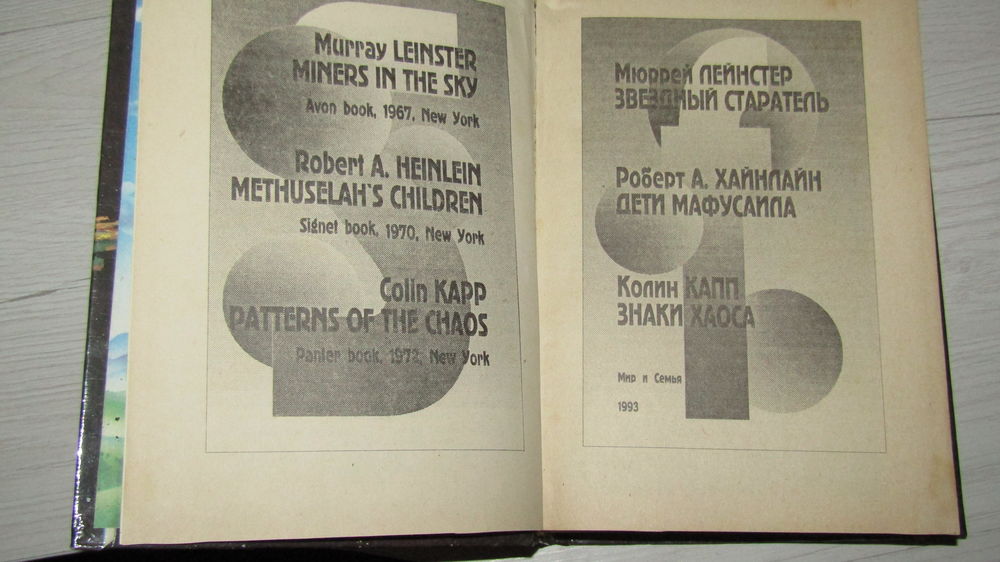 Murray LEINSTER
MINERS IN THE SKY
Avon book, 1967, New York
Robert A. HEINLEIN
METHUSELAH'S CHILDREN
Signet book, 1970, New York
Colin KAPP
PATTERNS OF THE CHAOS
Panler book, 1972, New York
Мюррей ЛЕЙНСТЕР
ЗВЕЗДНЫЙ СТАРАТЕЛЬ
Роберт А. ХАЙНЛАЙН
ДЕТИ МАФУСАИЛА
Колин КАПП
ЗНАКИ ХАОСА
Мир и Семья
1993